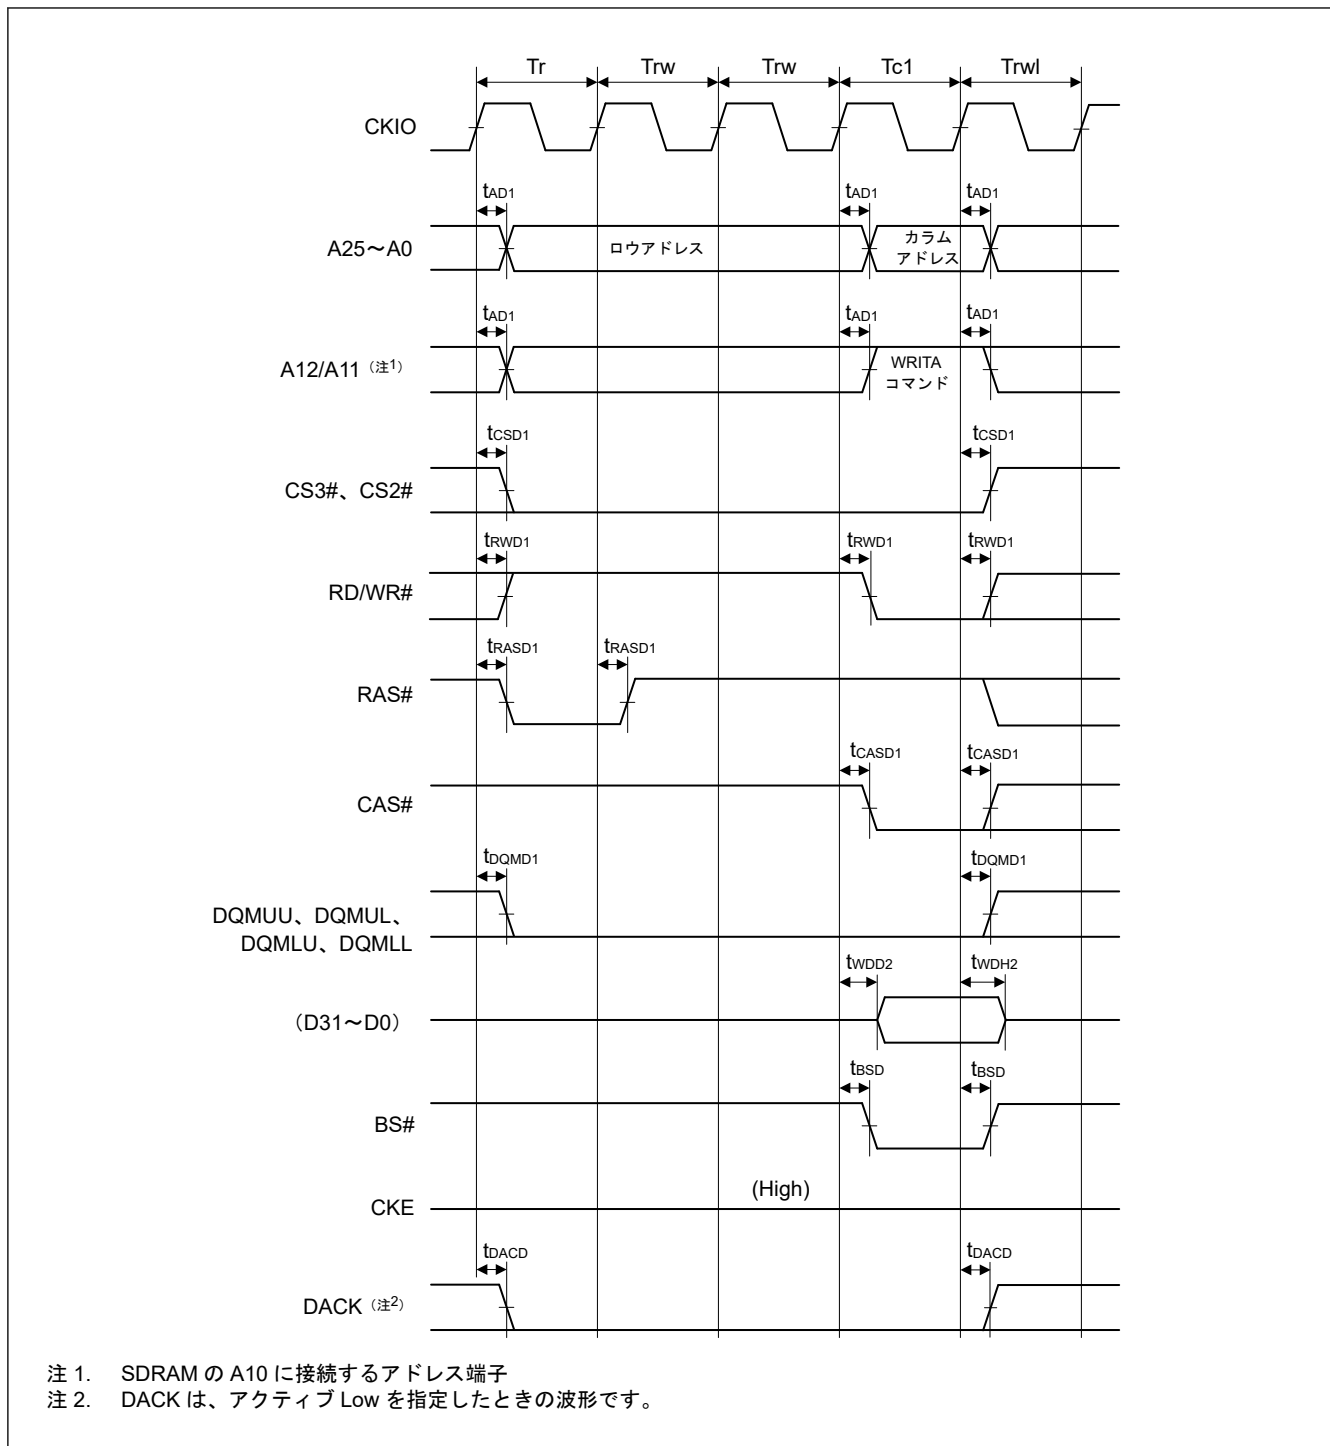 Tr Trw Trw Tc1 Trwl
CKIO
tAD1 tAD1 tAD1
A25～A0
ロウアドレス
カラム
アドレス
tAD1 tAD1 tAD1
A12/A11（注1）
WRITA
コマンド
tCSD1 tCSD1
CS3#、CS2#
tRWD1 tRWD1 tRWD1
RD/WR#
tRASD1 tRASD1
RAS#
tCASD1 tCASD1
CAS#
tDQMD1 tDQMD1
DQMUU、DQMUL、
DQMLU、DQMLL
tWDD2 tWDH2
（D31～D0）
tBSD tBSD
BS#
(High)
CKE
tDACD tDACD
DACK（注2）
注 1. SDRAM の A10 に接続するアドレス端子
注 2. DACK は、アクティブ Low を指定したときの波形です。